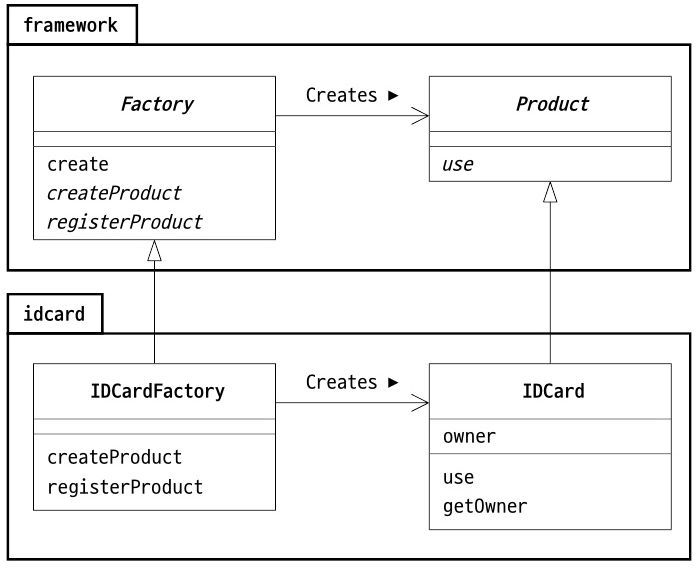 framework
Factory
Creates ▶
Product
create
createProduct
registerProduct
use
idcard
IDCardFactory
Creates ▶
IDCard
owner
createProduct
registerProduct
use
getOwner